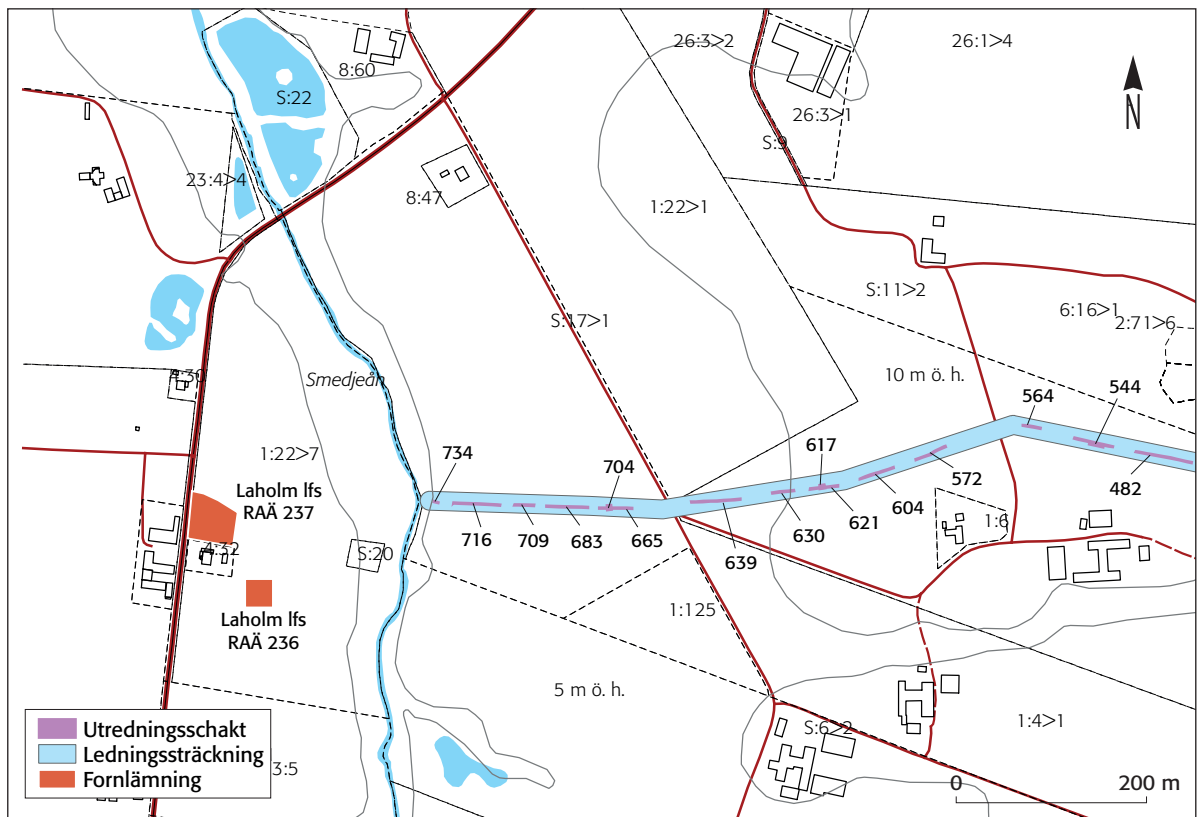 26:3>2
26:1>4
8:60
S:22
26:3>1
N
S:9
23:4>4
8:47
1:22>1
S:11>2
6:16>1
2:71>6
S:17>1
Smedjeån
4:30
10 m ö. h.
564
544
617
734
704
1:22>7
572
482
Laholm lfs
RAÄ 237
604
621
630
639
716
709
683
665
1:6
4:32
S:20
Laholm lfs
RAÄ 236
1:125
5 m ö. h.
S:6>2
1:4>1
Utredningsschakt
Ledningssträckning
Fornlämning
3:5
0
200 m